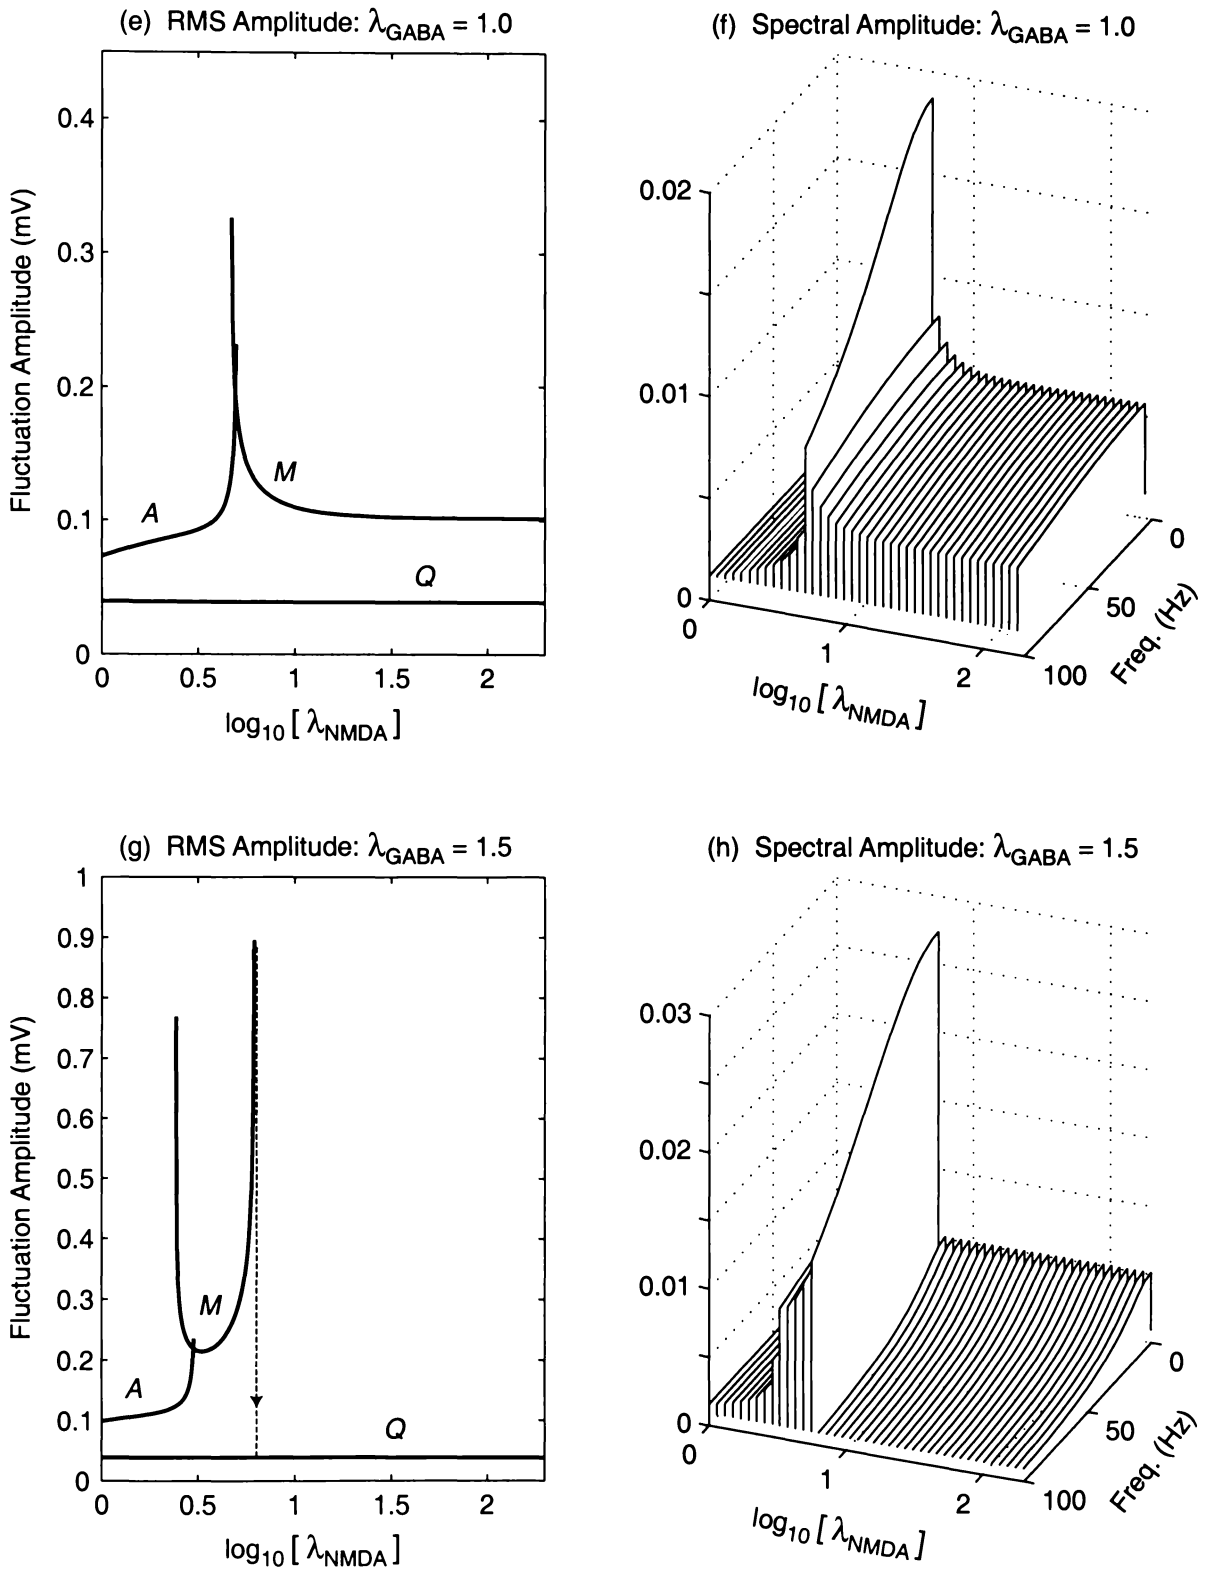 (e) RMS Amplitude: λGABA = 1.0
Fluctuation Amplitude (mV)
0.4
0.3
0.2
0.1
0
A
M
Q
0 0.5 1 1.5 2
log10 [ λNMDA ]
(f) Spectral Amplitude: λGABA = 1.0
0.02
0.01
0
0 1 2
log10 [ λNMDA ]
0
50
100
Freq. (Hz)
(g) RMS Amplitude: λGABA = 1.5
Fluctuation Amplitude (mV)
1
0.9
0.8
0.7
0.6
0.5
0.4
0.3
0.2
0.1
0
M
A
Q
0 0.5 1 1.5 2
log10 [ λNMDA ]
(h) Spectral Amplitude: λGABA = 1.5
0.03
0.02
0.01
0
0 1 2
log10 [ λNMDA ]
0
50
100
Freq. (Hz)